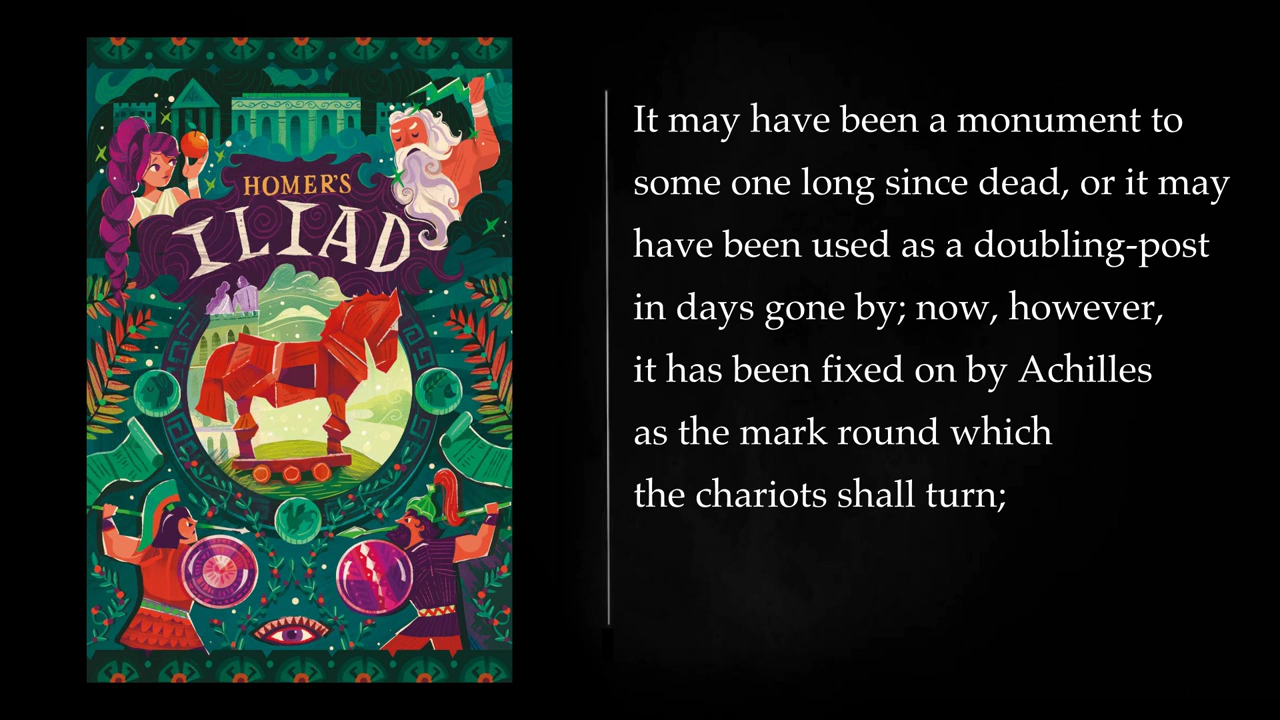 HOMER'S
ILIAD
It may have been a monument to
some one long since dead, or it may
have been used as a doubling-post
in days gone by; now, however,
it has been fixed on by Achilles
as the mark round which
the chariots shall turn;